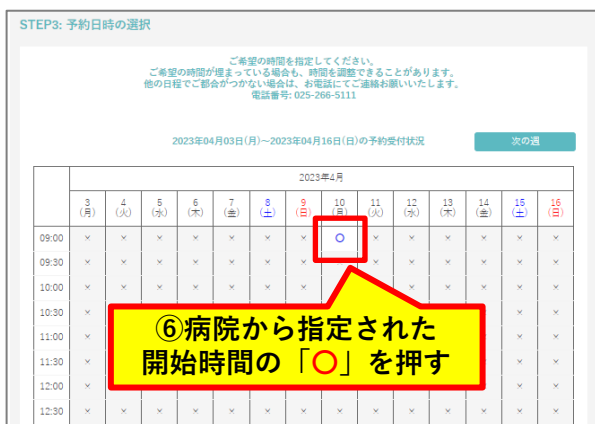 STEP3: 予約日時の選択
ご希望の時間を指定してください。
ご希望の時間が埋まっている場合も、時間を調整できることがあります。
他の日程でご都合がつかない場合は、お電話にてご連絡お願いいたします。
電話番号: 025-266-5111
2023年04月03日(月)～2023年04月16日(日)の予約受付状況 次の週
2023年4月
3 4 5 6 7 8 9 10 11 12 13 14 15 16
(月) (火) (水) (木) (金) (土) (日) (月) (火) (水) (木) (金) (土) (日)
09:00 × × × × × × × ○ × × × × × ×
09:30 × × × × × × × × × × × × ×
10:00 × × × × × × × × × × × × ×
10:30 × × ×
11:00 × × ×
11:30 × × ×
12:00 × × ×
12:30 × × × × × × × × × × × × × ×
⑥病院から指定された
開始時間の「○」を押す